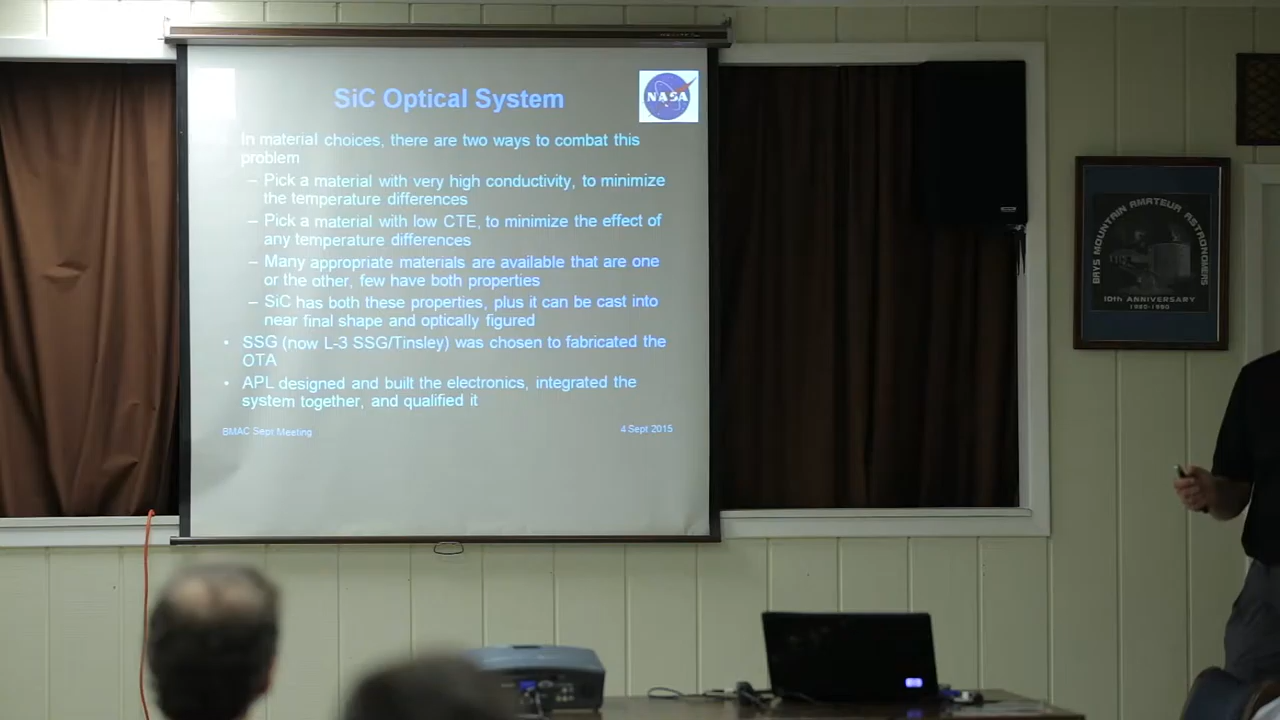 SiC Optical System
NASA
In material choices, there are two ways to combat this
problem
– Pick a material with very high conductivity, to minimize
the temperature differences
– Pick a material with low CTE, to minimize the effect of
any temperature differences
– Many appropriate materials are available that are one
or the other, few have both properties
– SiC has both these properties, plus it can be cast into
near final shape and optically figured
• SSG (now L-3 SSG/Tinsley) was chosen to fabricated the
OTA
• APL designed and built the electronics, integrated the
system together, and qualified it
BMAC Sept Meeting
4 Sept 2015
BAYS MOUNTAIN AMATEUR ASTRONOMERS
10th ANNIVERSARY